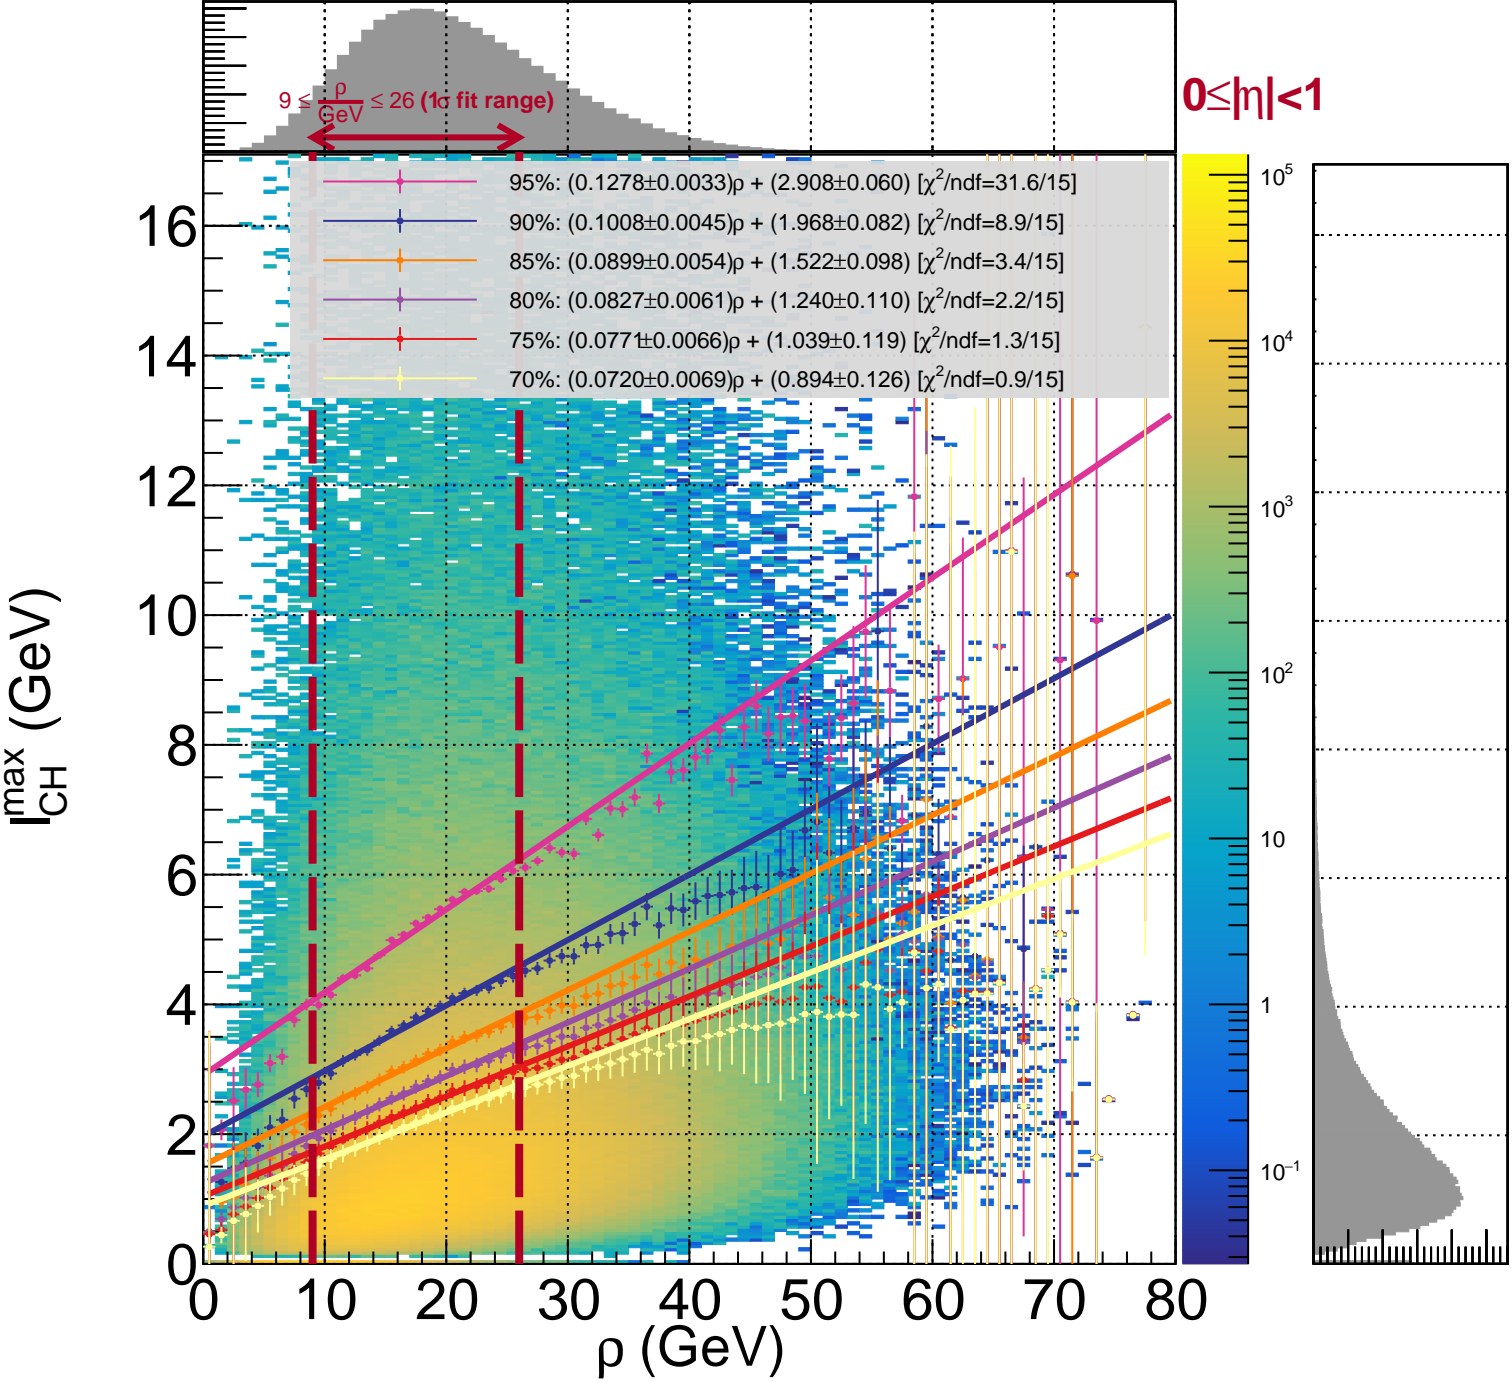 9 ≤ ρ/GeV ≤ 26 (1σ fit range)
0≤|η|<1
95%: (0.1278±0.0033)ρ + (2.908±0.060) [χ²/ndf=31.6/15]
90%: (0.1008±0.0045)ρ + (1.968±0.082) [χ²/ndf=8.9/15]
85%: (0.0899±0.0054)ρ + (1.522±0.098) [χ²/ndf=3.4/15]
80%: (0.0827±0.0061)ρ + (1.240±0.110) [χ²/ndf=2.2/15]
75%: (0.0771±0.0066)ρ + (1.039±0.119) [χ²/ndf=1.3/15]
70%: (0.0720±0.0069)ρ + (0.894±0.126) [χ²/ndf=0.9/15]
16
14
12
10
8
6
4
2
0
I_CH^max (GeV)
0 10 20 30 40 50 60 70 80
ρ (GeV)
10⁵
10⁴
10³
10²
10
1
10⁻¹